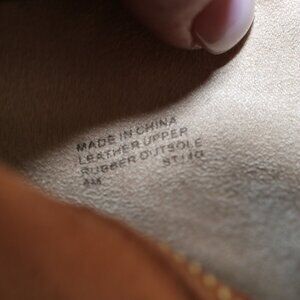 MADE IN CHINA
LEATHER UPPER
RUBBER OUTSOLE